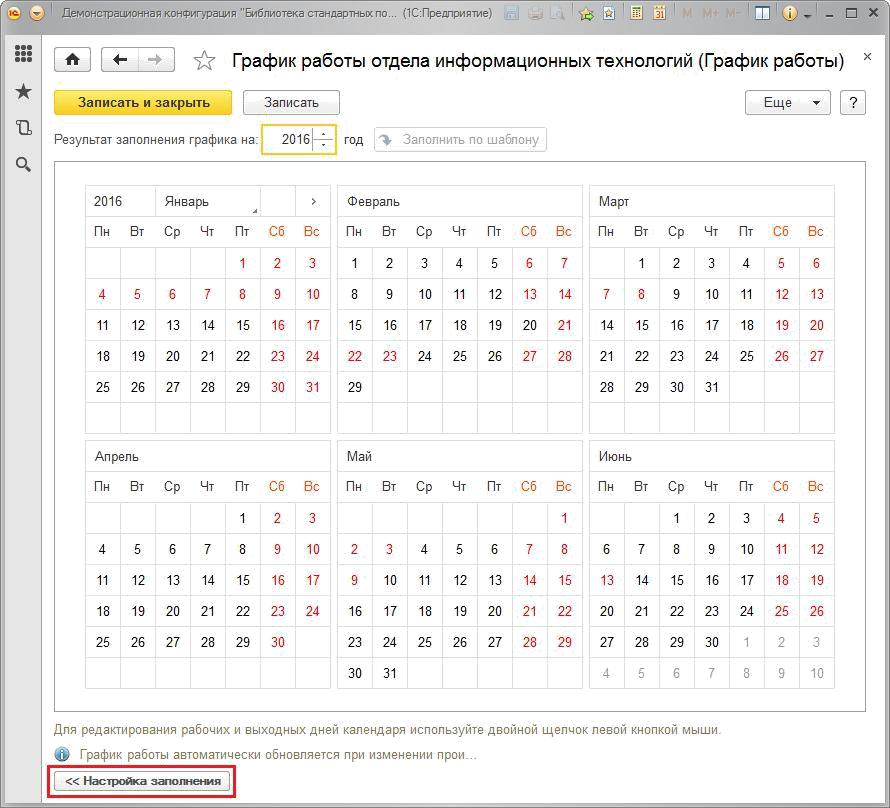 Демонстрационная конфигурация "Библиотека стандартных по... (1С:Предприятие)
M M+ M-
График работы отдела информационных технологий (График работы)
Записать и закрыть Записать Еще ?
Результат заполнения графика на: 2016 год Заполнить по шаблону
2016 Январь > Февраль Март
Пн Вт Ср Чт Пт Сб Вс Пн Вт Ср Чт Пт Сб Вс Пн Вт Ср Чт Пт Сб Вс
1 2 3 1 2 3 4 5 6 7 1 2 3 4 5 6
4 5 6 7 8 9 10 8 9 10 11 12 13 14 7 8 9 10 11 12 13
11 12 13 14 15 16 17 15 16 17 18 19 20 21 14 15 16 17 18 19 20
18 19 20 21 22 23 24 22 23 24 25 26 27 28 21 22 23 24 25 26 27
25 26 27 28 29 30 31 29 28 29 30 31
Апрель Май Июнь
Пн Вт Ср Чт Пт Сб Вс Пн Вт Ср Чт Пт Сб Вс Пн Вт Ср Чт Пт Сб Вс
1 2 3 1 1 2 3 4 5
4 5 6 7 8 9 10 2 3 4 5 6 7 8 6 7 8 9 10 11 12
11 12 13 14 15 16 17 9 10 11 12 13 14 15 13 14 15 16 17 18 19
18 19 20 21 22 23 24 16 17 18 19 20 21 22 20 21 22 23 24 25 26
25 26 27 28 29 30 23 24 25 26 27 28 29 27 28 29 30 1 2 3
30 31 4 5 6 7 8 9 10
Для редактирования рабочих и выходных дней календаря используйте двойной щелчок левой кнопкой мыши.
График работы автоматически обновляется при изменении прои...
<< Настройка заполнения